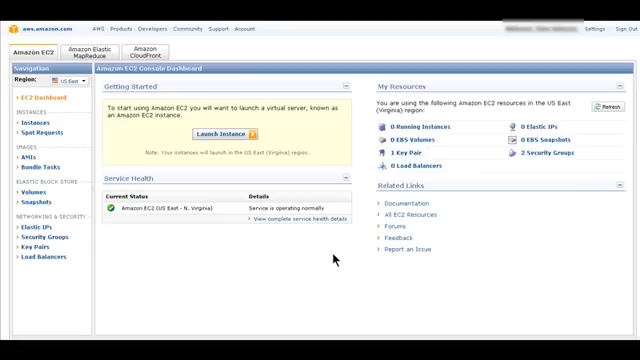 aws.amazon.com
AWS | Products | Developers | Community | Support | Account
Settings | Sign Out
Amazon EC2
Amazon Elastic MapReduce
Amazon CloudFront
Navigation
Region: US East
EC2 Dashboard
INSTANCES
Instances
Spot Requests
IMAGES
AMIs
Bundle Tasks
ELASTIC BLOCK STORE
Volumes
Snapshots
NETWORKING & SECURITY
Elastic IPs
Security Groups
Key Pairs
Load Balancers
Amazon EC2 Console Dashboard
Getting Started
To start using Amazon EC2 you will want to launch a virtual server, known as
an Amazon EC2 instance.
Launch Instance
Note: Your instances will launch in the US East (Virginia) region.
Service Health
Current Status Details
Amazon EC2 (US East - N. Virginia) Service is operating normally
View complete service health details
My Resources
You are using the following Amazon EC2 resources in the US East
(Virginia) region:
Refresh
0 Running Instances 0 Elastic IPs
0 EBS Volumes 0 EBS Snapshots
1 Key Pair 2 Security Groups
0 Load Balancers
Related Links
Documentation
All EC2 Resources
Forums
Feedback
Report an Issue